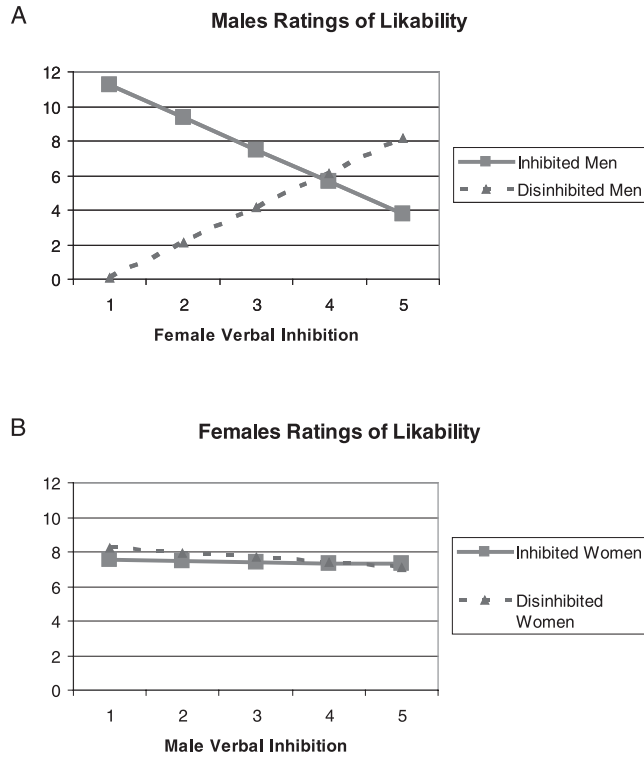 A
Males Ratings of Likability
12
10
8
6
4
2
0
1 2 3 4 5
Female Verbal Inhibition
Inhibited Men
Disinhibited Men
B
Females Ratings of Likability
12
10
8
6
4
2
0
1 2 3 4 5
Male Verbal Inhibition
Inhibited Women
Disinhibited
Women